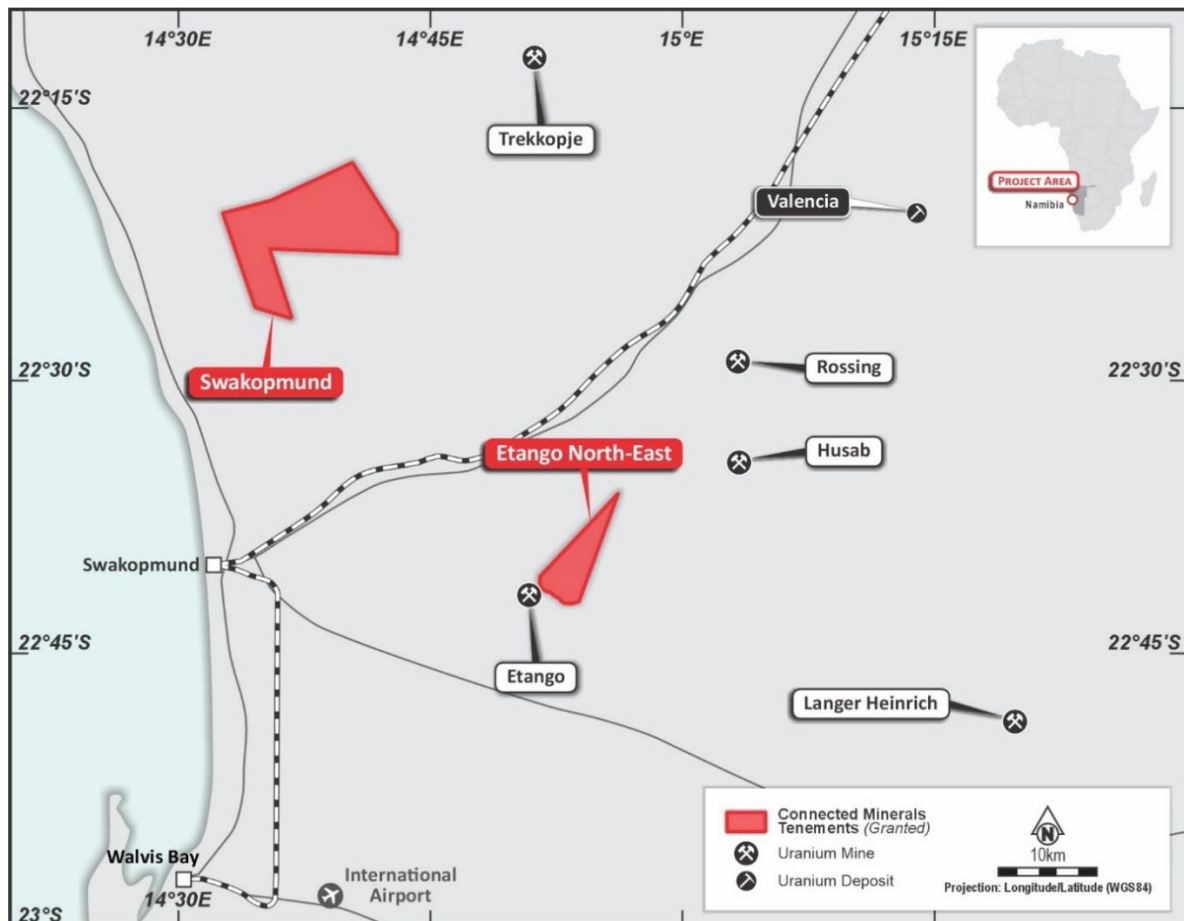 14°30E 14°45E 15°E 15°15E
22°15'S
Trekkopje
PROJECT AREA
Namibia
Valencia
22°30'S
Swakopmund
Rossing
22°30'S
Etango North-East
Husab
Swakopmund
22°45'S
Etango
22°45'S
Langer Heinrich
Walvis Bay
14°30E
International
Airport
23°S
Connected Minerals
Tenements (Granted)
Uranium Mine
Uranium Deposit
N
10km
Projection: Longitude/Latitude (WGS84)